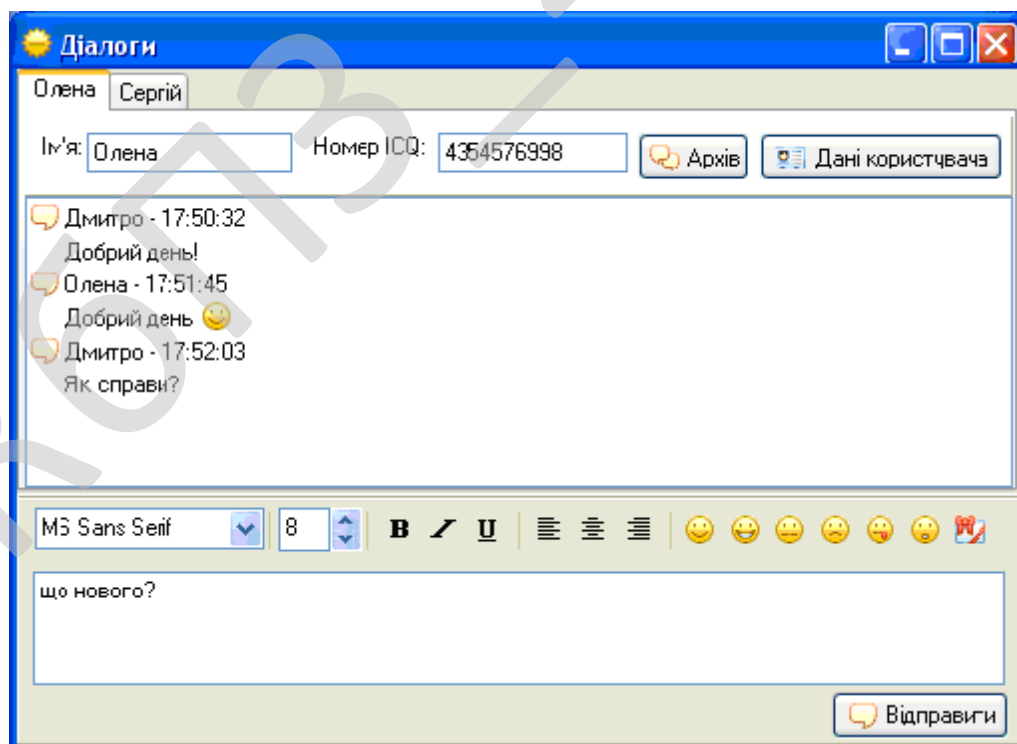 Діалоги
Олена Сергій
Ім'я: Олена Номер ICQ: 4354576998 Архів Дані користувача
Дмитро - 17:50:32
Добрий день!
Олена - 17:51:45
Добрий день
Дмитро - 17:52:03
Як справи?
MS Sans Serif 8 B I U
що нового?
Відправити